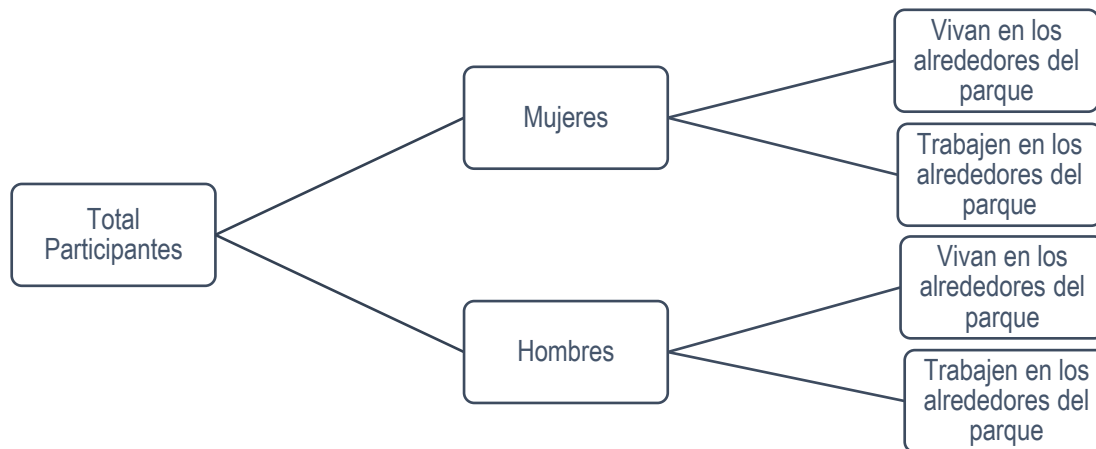 Total
Participantes
Mujeres
Vivan en los
alrededores del
parque
Trabajen en los
alrededores del
parque
Hombres
Vivan en los
alrededores del
parque
Trabajen en los
alrededores del
parque